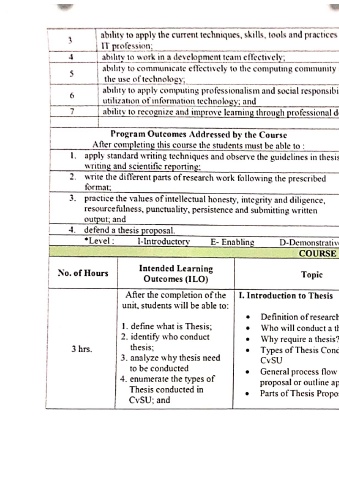 3 ability to apply the current techniques, skills, tools and practices
IT profession;
4 ability to work in a development team effectively;
5 ability to communicate effectively to the computing community
the use of technology;
6 ability to apply computing professionalism and social responsibi
utilization of information technology; and
7 ability to recognize and improve learning through professional d
Program Outcomes Addressed by the Course
After completing this course the students must be able to :
1. apply standard writing techniques and observe the guidelines in thesis
writing and scientific reporting;
2. write the different parts of research work following the prescribed
format;
3. practice the values of intellectual honesty, integrity and diligence,
resourcefulness, punctuality, persistence and submitting written
output; and
4. defend a thesis proposal.
*Level : I-Introductory E- Enabling D-Demonstrativ
COURSE
No. of Hours Intended Learning Outcomes (ILO) Topic
3 hrs.
After the completion of the
unit, students will be able to:
1. define what is Thesis;
2. identify who conduct
thesis;
3. analyze why thesis need
to be conducted
4. enumerate the types of
Thesis conducted in
CvSU; and
I. Introduction to Thesis
• Definition of research
• Who will conduct a th
• Why require a thesis?
• Types of Thesis Cond
CvSU
• General process flow
proposal or outline ap
• Parts of Thesis Propo